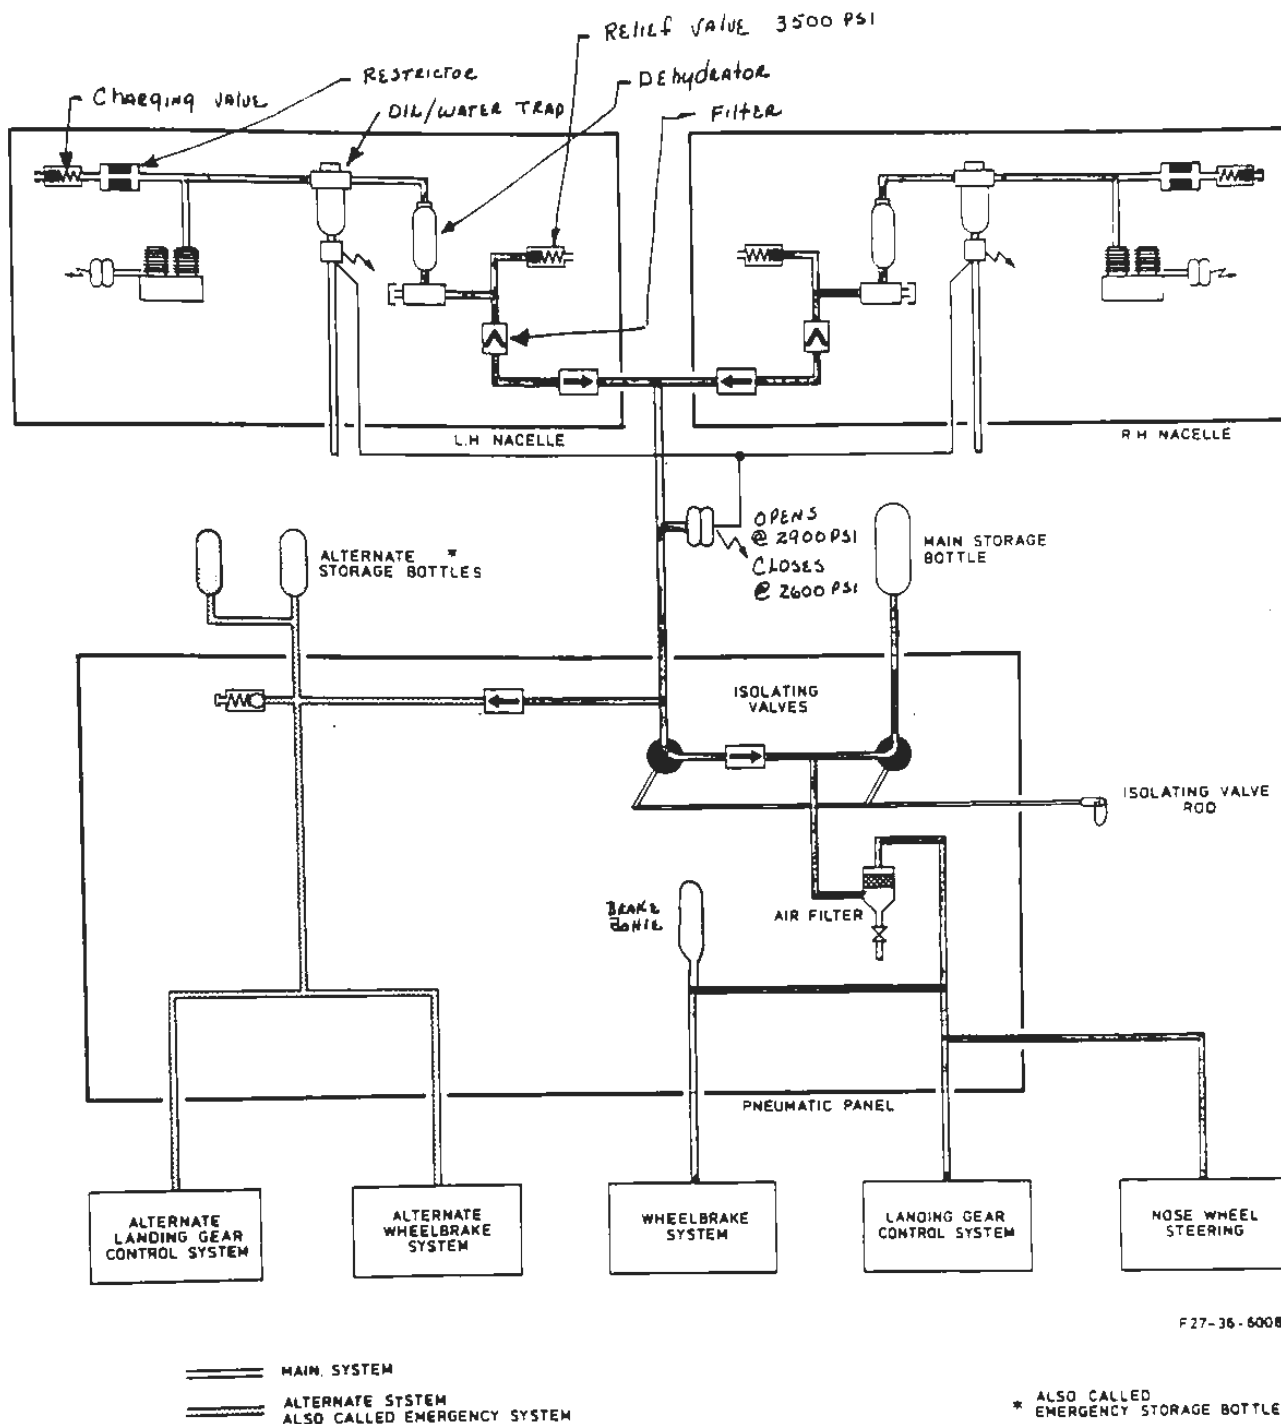 RELIEF VALVE 3500 PSI
RESTRICTOR
DEhydRATOR
CHARGING VALVE
OIL/WATER TRAP
FILTER
L.H NACELLE
R.H NACELLE
OPENS
@ 2900 PSI
CLOSES
@ 2600 PSI
MAIN STORAGE
BOTTLE
ALTERNATE *
STORAGE BOTTLES
ISOLATING
VALVES
ISOLATING VALVE
ROD
BRAKE
AIR FILTER
PNEUMATIC PANEL
ALTERNATE
LANDING GEAR
CONTROL SYSTEM
ALTERNATE
WHEELBRAKE
SYSTEM
WHEELBRAKE
SYSTEM
LANDING GEAR
CONTROL SYSTEM
NOSE WHEEL
STEERING
F27-36-600
MAIN SYSTEM
ALTERNATE SYSTEM
ALSO CALLED EMERGENCY SYSTEM
* ALSO CALLED
EMERGENCY STORAGE BOTTLE